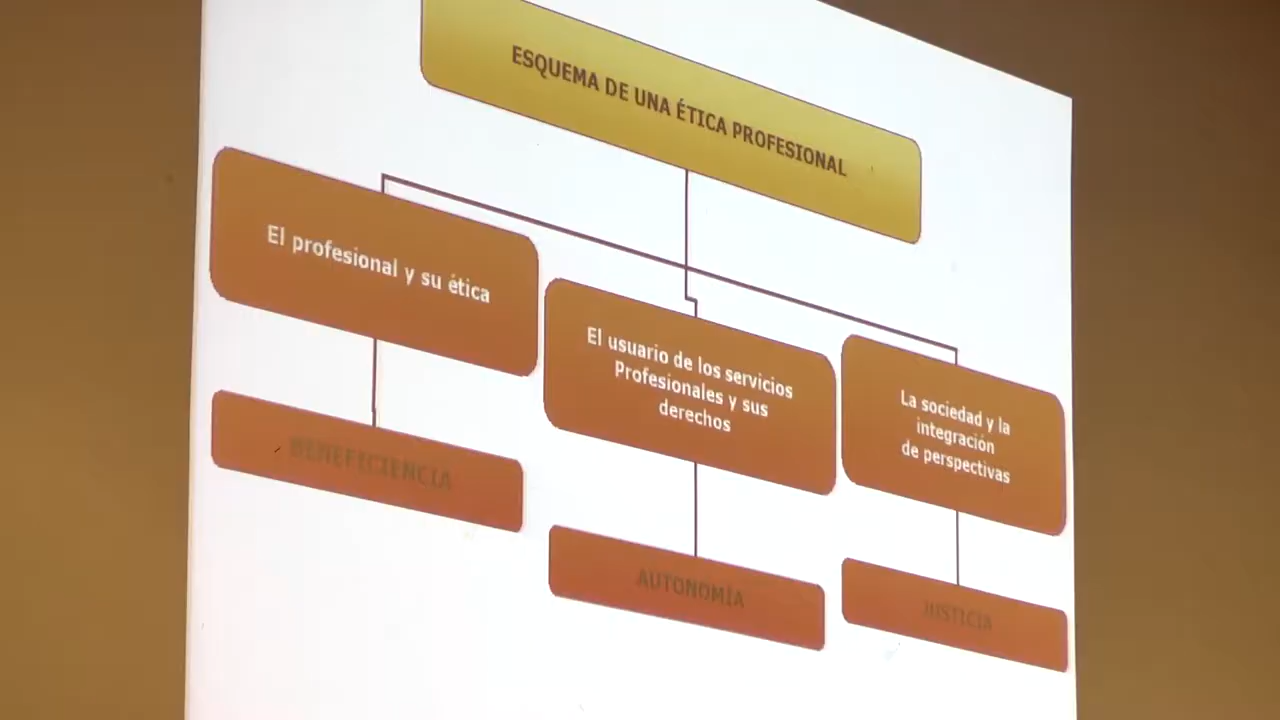 ESQUEMA DE UNA ÉTICA PROFESIONAL
El profesional y su ética
El usuario de los servicios
Profesionales y sus
derechos
La sociedad y la
integración
de perspectivas
BENEFICIENCIA
AUTONOMÍA
JUSTICIA